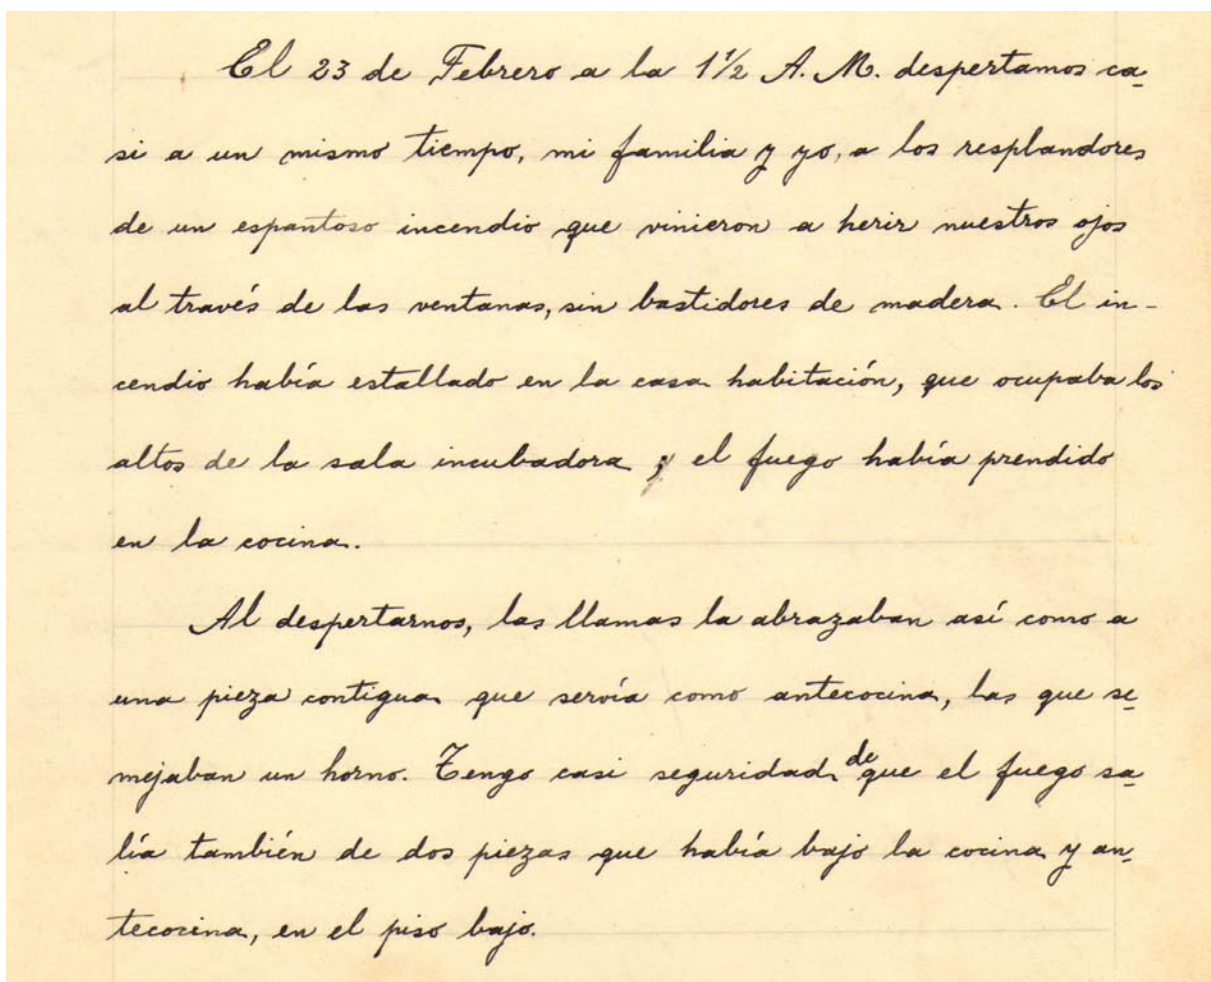 El 23 de Febrero a la 1½ A. M. despertamos ca-
si a un mismo tiempo, mi familia y yo, a los resplandores
de un espantoso incendio que vinieron a herir nuestros ojos
al través de las ventanas, sin bastidores de madera. El in-
cendio había estallado en la casa habitación, que ocupaba los
altos de la sala incubadora; el fuego había prendido
en la cocina.
Al despertarnos, las llamas la abrazaban así como a
una pieza contigua que servía como antecocina, las que se-
mejaban un horno. Tengo casi seguridad de que el fuego sa-
lía también de dos piezas que había bajo la cocina y an-
tecocina, en el piso bajo.